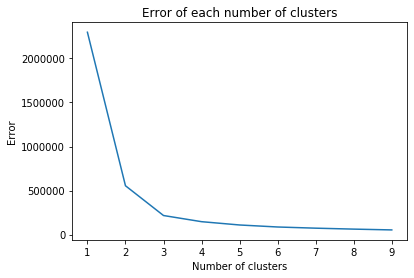 Error of each number of clusters
2000000
1500000
1000000
500000
0
Error
1 2 3 4 5 6 7 8 9
Number of clusters